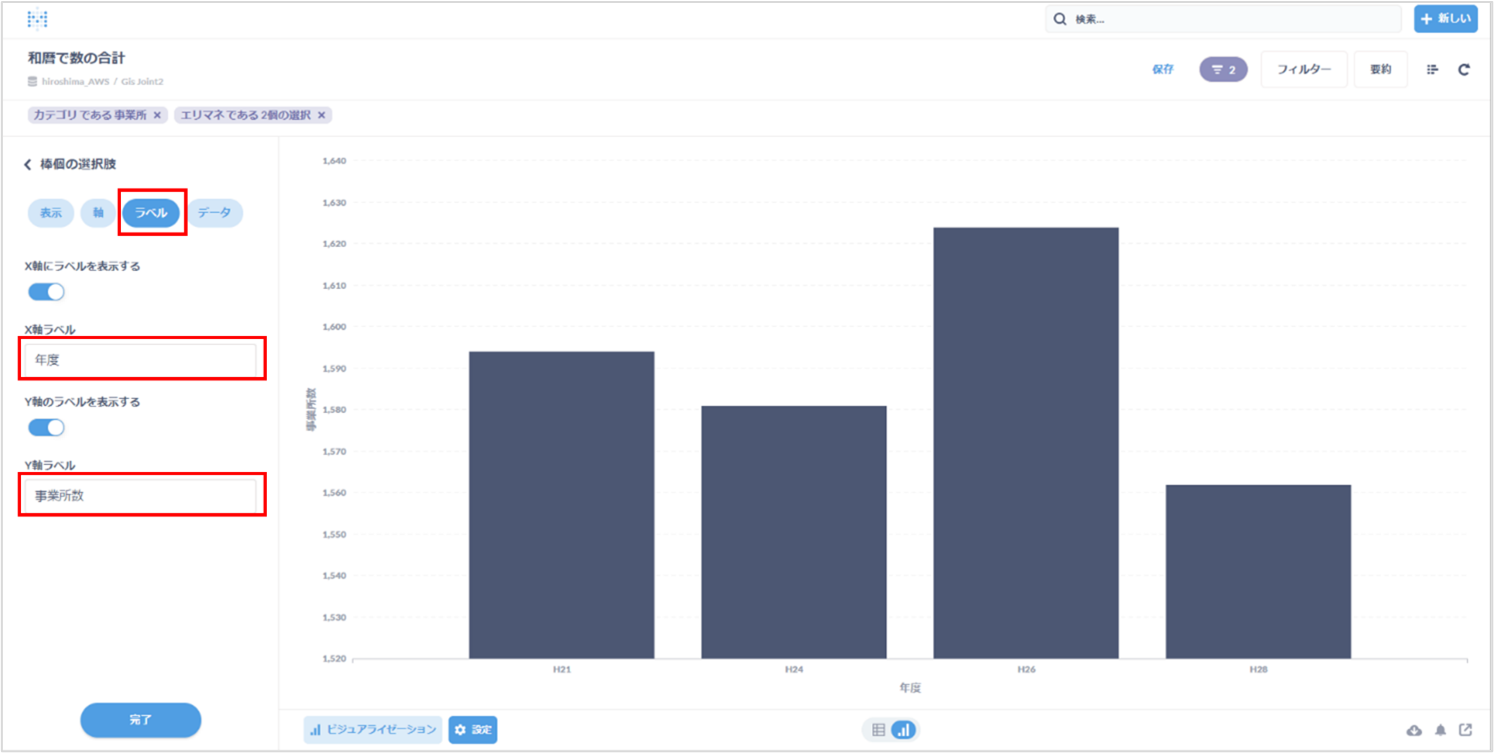 検索...
+ 新しい
和暦で数の合計
hiroshima_AWS / Gis Joint2
保存
2
フィルター
要約
カテゴリ である 事業所 ×
エリマネ である 2個の選択 ×
棒個の選択肢
表示
軸
ラベル
データ
X軸にラベルを表示する
X軸ラベル
年度
Y軸のラベルを表示する
Y軸ラベル
事業所数
完了
1,640
1,630
1,620
1,610
1,600
1,590
1,580
1,570
1,560
1,550
1,540
1,530
1,520
事業所数
H21
H24
H26
H28
年度
ビジュアライゼーション
設定